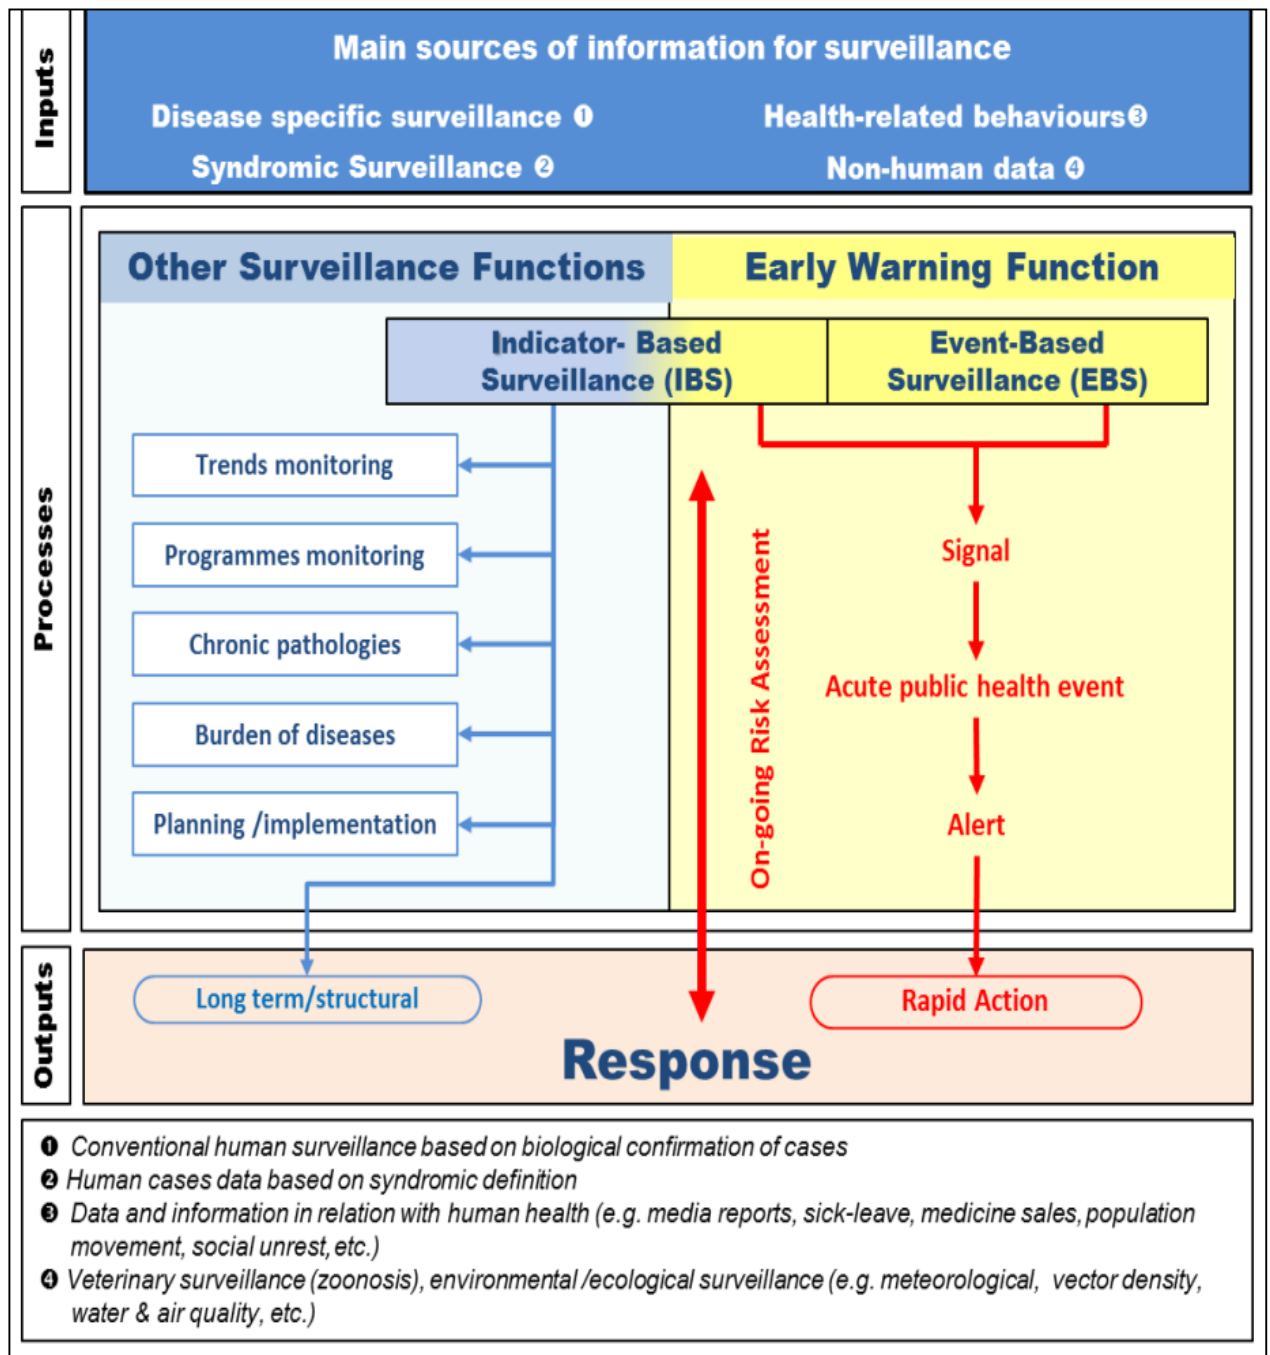 Inputs
Main sources of information for surveillance
Disease specific surveillance ❶
Health-related behaviours❸
Syndromic Surveillance ❷
Non-human data ❹
Processes
Other Surveillance Functions
Early Warning Function
Indicator- Based
Surveillance (IBS)
Event-Based
Surveillance (EBS)
Trends monitoring
Programmes monitoring
Chronic pathologies
Burden of diseases
Planning /implementation
On-going Risk Assessment
Signal
Acute public health event
Alert
Outputs
Long term/structural
Rapid Action
Response
❶ Conventional human surveillance based on biological confirmation of cases
❷ Human cases data based on syndromic definition
❸ Data and information in relation with human health (e.g. media reports, sick-leave, medicine sales, population
movement, social unrest, etc.)
❹ Veterinary surveillance (zoonosis), environmental /ecological surveillance (e.g. meteorological, vector density,
water & air quality, etc.)